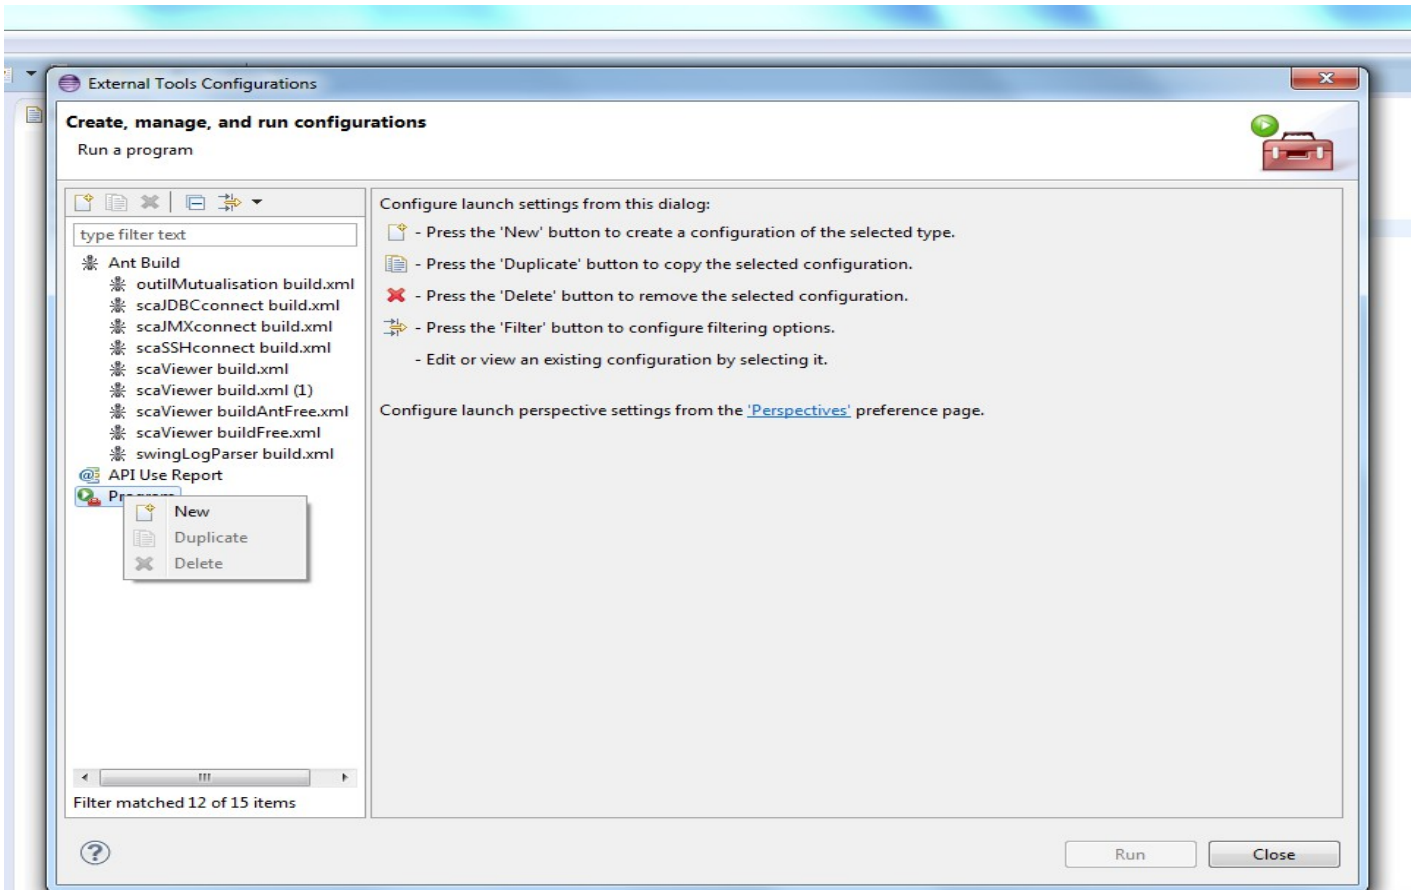 External Tools Configurations
Create, manage, and run configurations
Run a program
type filter text
Ant Build
outilMutualisation build.xml
scaJDBCconnect build.xml
scaJMXconnect build.xml
scaSSHconnect build.xml
scaViewer build.xml
scaViewer build.xml (1)
scaViewer buildAntFree.xml
scaViewer buildFree.xml
swingLogParser build.xml
API Use Report
Program
New
Duplicate
Delete
Filter matched 12 of 15 items
Configure launch settings from this dialog:
- Press the 'New' button to create a configuration of the selected type.
- Press the 'Duplicate' button to copy the selected configuration.
- Press the 'Delete' button to remove the selected configuration.
- Press the 'Filter' button to configure filtering options.
- Edit or view an existing configuration by selecting it.
Configure launch perspective settings from the 'Perspectives' preference page.
Run
Close